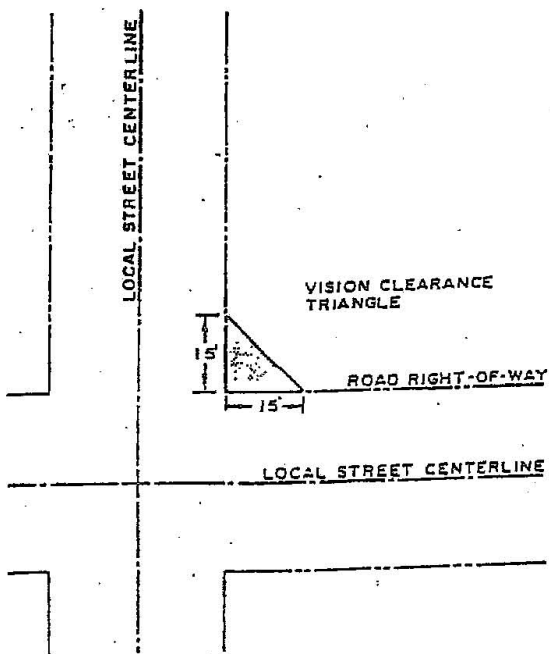 LOCAL STREET CENTERLINE
VISION CLEARANCE
TRIANGLE
15'
ROAD RIGHT-OF-WAY
15'
LOCAL STREET CENTERLINE